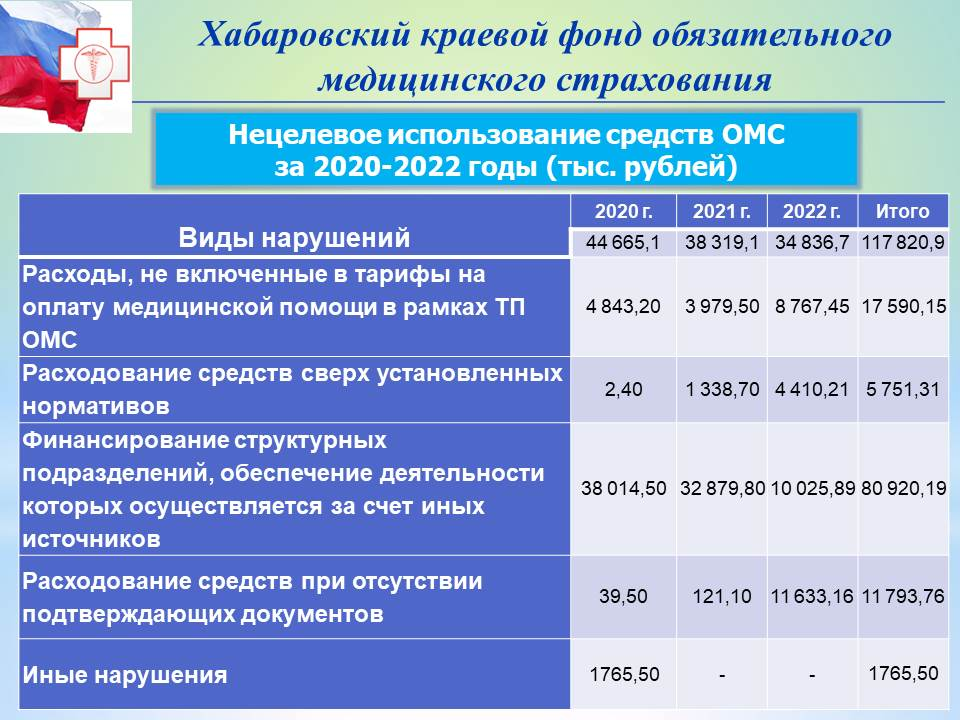 Хабаровский краевой фонд обязательного
медицинского страхования
Нецелевое использование средств ОМС
за 2020-2022 годы (тыс. рублей)
Виды нарушений
2020 г. 2021 г. 2022 г. Итого
44 665,1 38 319,1 34 836,7 117 820,9
Расходы, не включенные в тарифы на
оплату медицинской помощи в рамках ТП
ОМС
4 843,20 3 979,50 8 767,45 17 590,15
Расходование средств сверх установленных
нормативов
2,40 1 338,70 4 410,21 5 751,31
Финансирование структурных
подразделений, обеспечение деятельности
которых осуществляется за счет иных
источников
38 014,50 32 879,80 10 025,89 80 920,19
Расходование средств при отсутствии
подтверждающих документов
39,50 121,10 11 633,16 11 793,76
Иные нарушения
1765,50 - - 1765,50